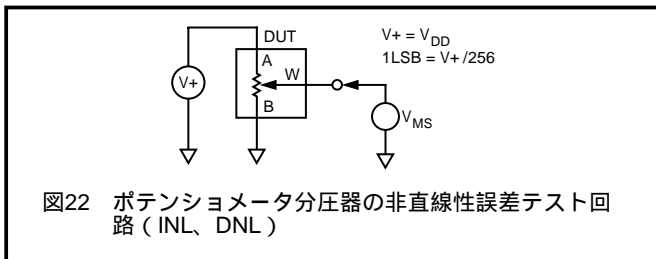 DUT
V+ = VDD
1LSB = V+ /256
A
V+
W
B
VMS
図22 ポテンショメータ分圧器の非直線性誤差テスト回
路 ( INL、DNL )